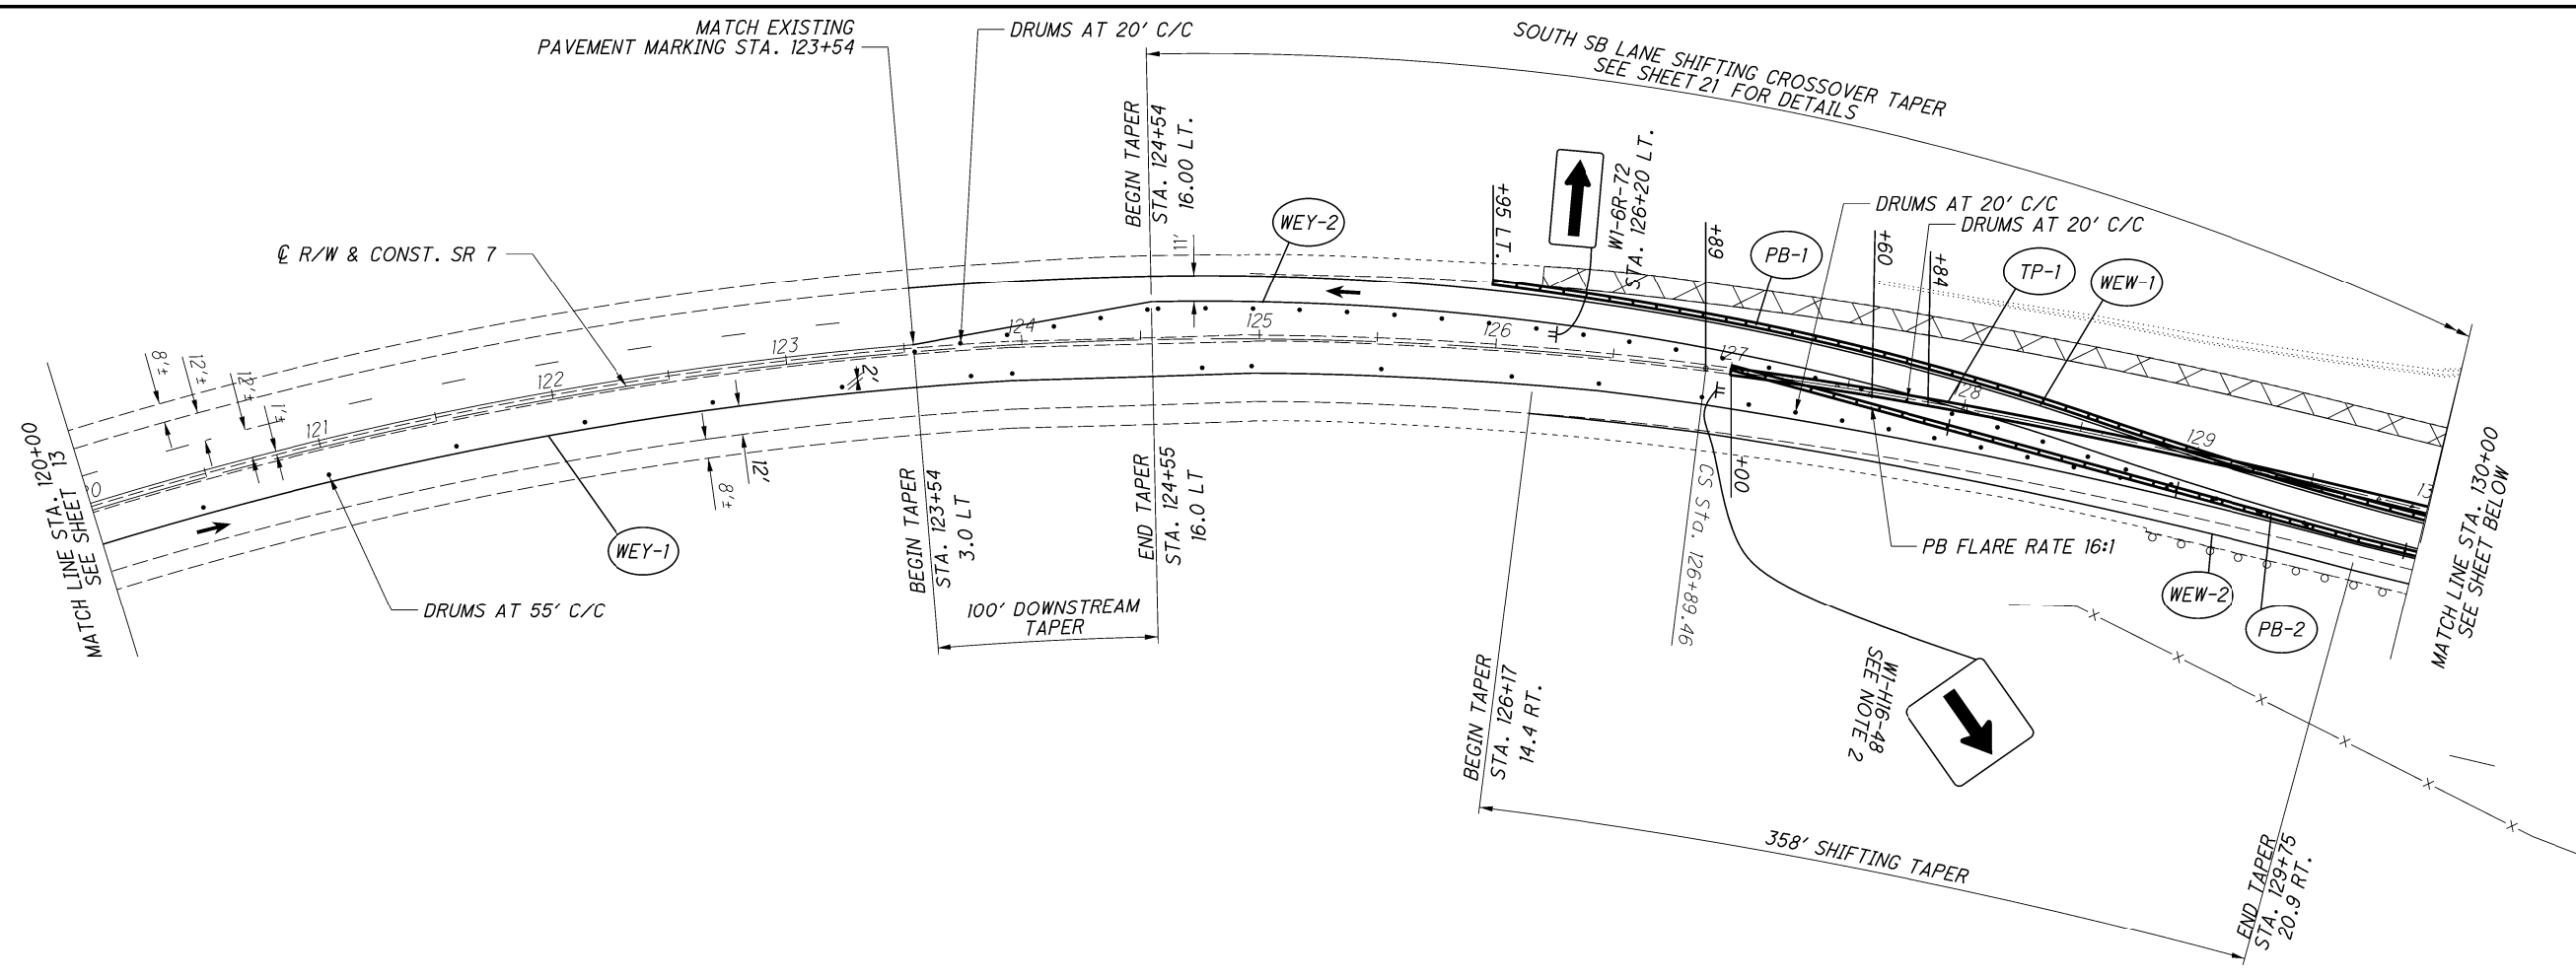 MATCH EXISTING
PAVEMENT MARKING STA. 123+54
DRUMS AT 20' C/C
SOUTH SB LANE SHIFTING CROSSOVER TAPER
SEE SHEET 21 FOR DETAILS
BEGIN TAPER
STA. 124+54
16.00 LT.
11'
WEY-2
+95 LT.
W1-6R-72
STA. 126+20 LT.
+89
PB-1
DRUMS AT 20' C/C
DRUMS AT 20' C/C
+60
+84
TP-1
WEW-1
℄ R/W & CONST. SR 7
8'±
12'±
12'±
1'±
121
122
123
124
125
126
127
128
129
13
20
2'
12'
8'±
MATCH LINE STA. 120+00
SEE SHEET 13
WEY-1
DRUMS AT 55' C/C
BEGIN TAPER
STA. 123+54
3.0 LT
END TAPER
STA. 124+55
16.0 LT
100' DOWNSTREAM
TAPER
CS Sta. 126+89.46
+00
PB FLARE RATE 16:1
WEW-2
PB-2
MATCH LINE STA. 130+00
SEE SHEET BELOW
BEGIN TAPER
STA. 126+17
14.4 RT.
W1-H16-48
SEE NOTE 2
358' SHIFTING TAPER
END TAPER
STA. 129+75
20.9 RT.
X
X
X
X
X
X